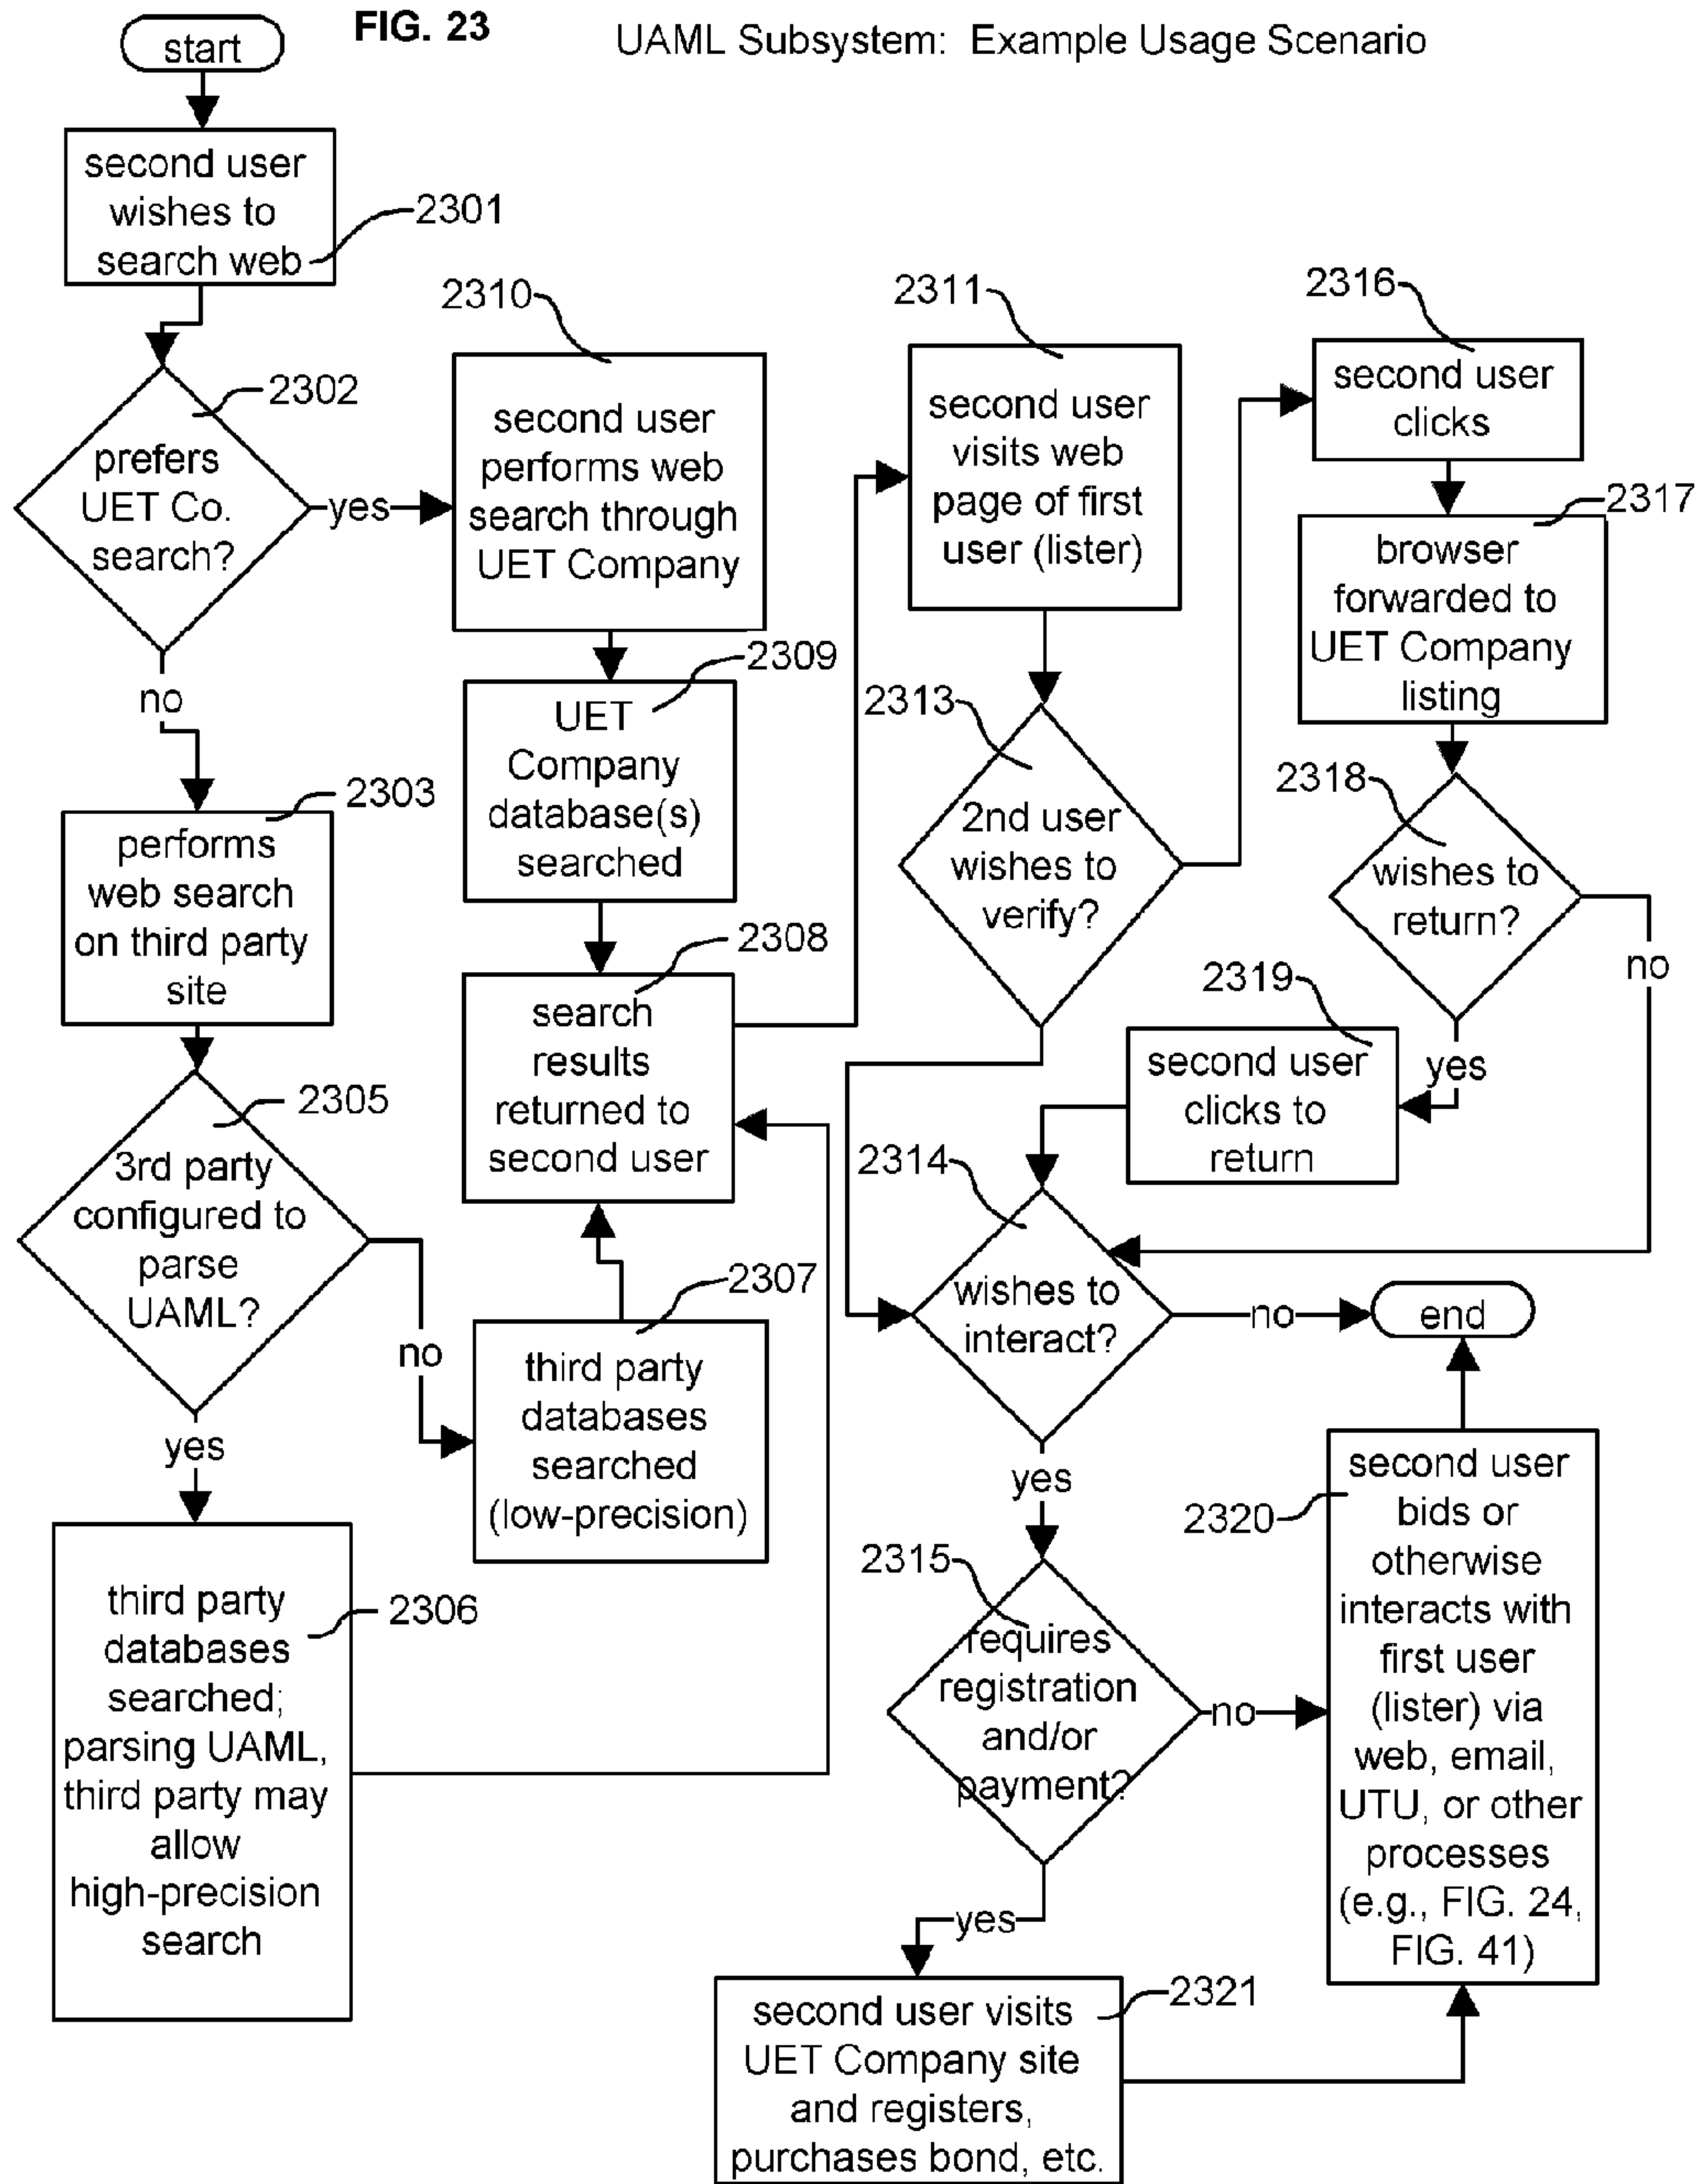 FIG. 23
UAML Subsystem: Example Usage Scenario
start
second user
wishes to
search web
2301
2302
prefers
UET Co.
search?
yes
no
2303
performs
web search
on third party
site
2305
3rd party
configured to
parse
UAML?
no
yes
2306
third party
databases
searched;
parsing UAML,
third party may
allow
high-precision
search
2310
second user
performs web
search through
UET Company
2309
UET
Company
database(s)
searched
2308
search
results
returned to
second user
2307
third party
databases
searched
(low-precision)
2311
second user
visits web
page of first
user (lister)
2313
2nd user
wishes to
verify?
2316
second user
clicks
2317
browser
forwarded to
UET Company
listing
2318
wishes to
return?
no
yes
2319
second user
clicks to
return
2314
wishes to
interact?
no
end
yes
2315
requires
registration
and/or
payment?
no
yes
2320
second user
bids or
otherwise
interacts with
first user
(lister) via
web, email,
UTU, or other
processes
(e.g., FIG. 24,
FIG. 41)
2321
second user visits
UET Company site
and registers,
purchases bond, etc.